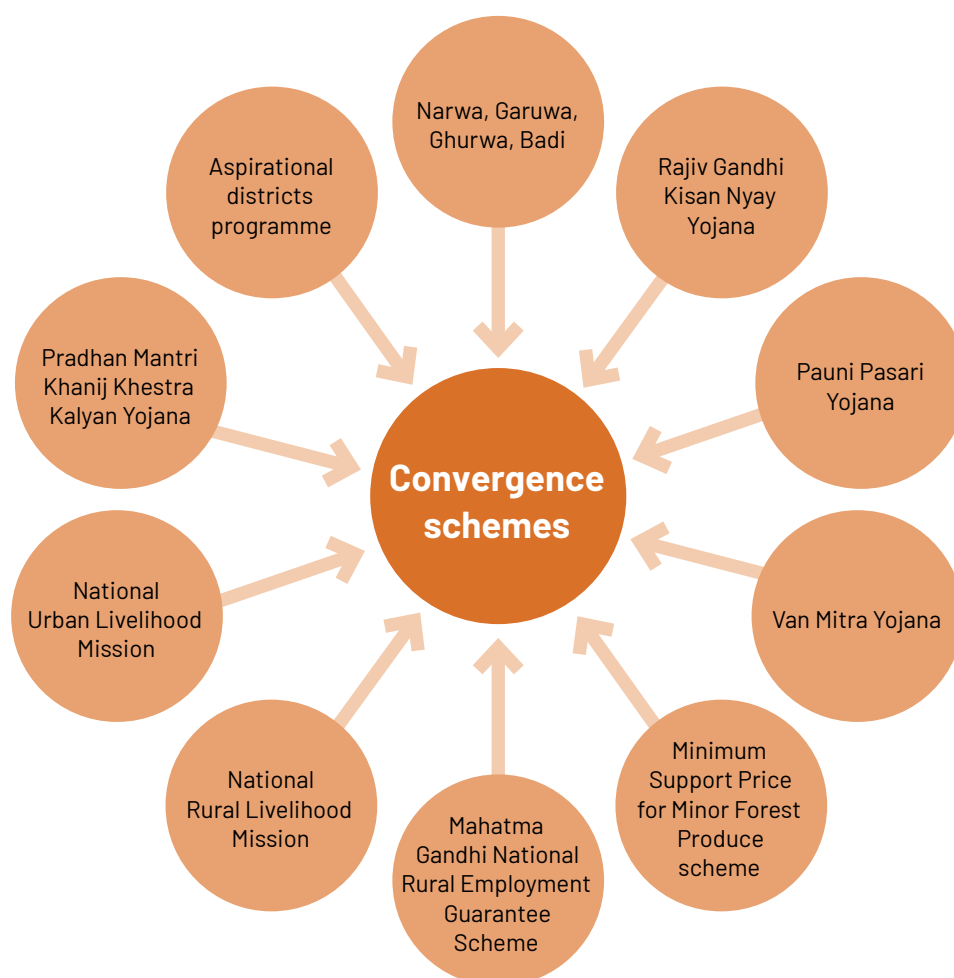 Narwa, Garuwa,
Ghurwa, Badi
Rajiv Gandhi
Kisan Nyay
Yojana
Pauni Pasari
Yojana
Van Mitra Yojana
Minimum
Support Price
for Minor Forest
Produce
scheme
Mahatma
Gandhi National
Rural Employment
Guarantee
Scheme
National
Rural Livelihood
Mission
National
Urban Livelihood
Mission
Pradhan Mantri
Khanij Khestra
Kalyan Yojana
Aspirational
districts
programme
Convergence
schemes